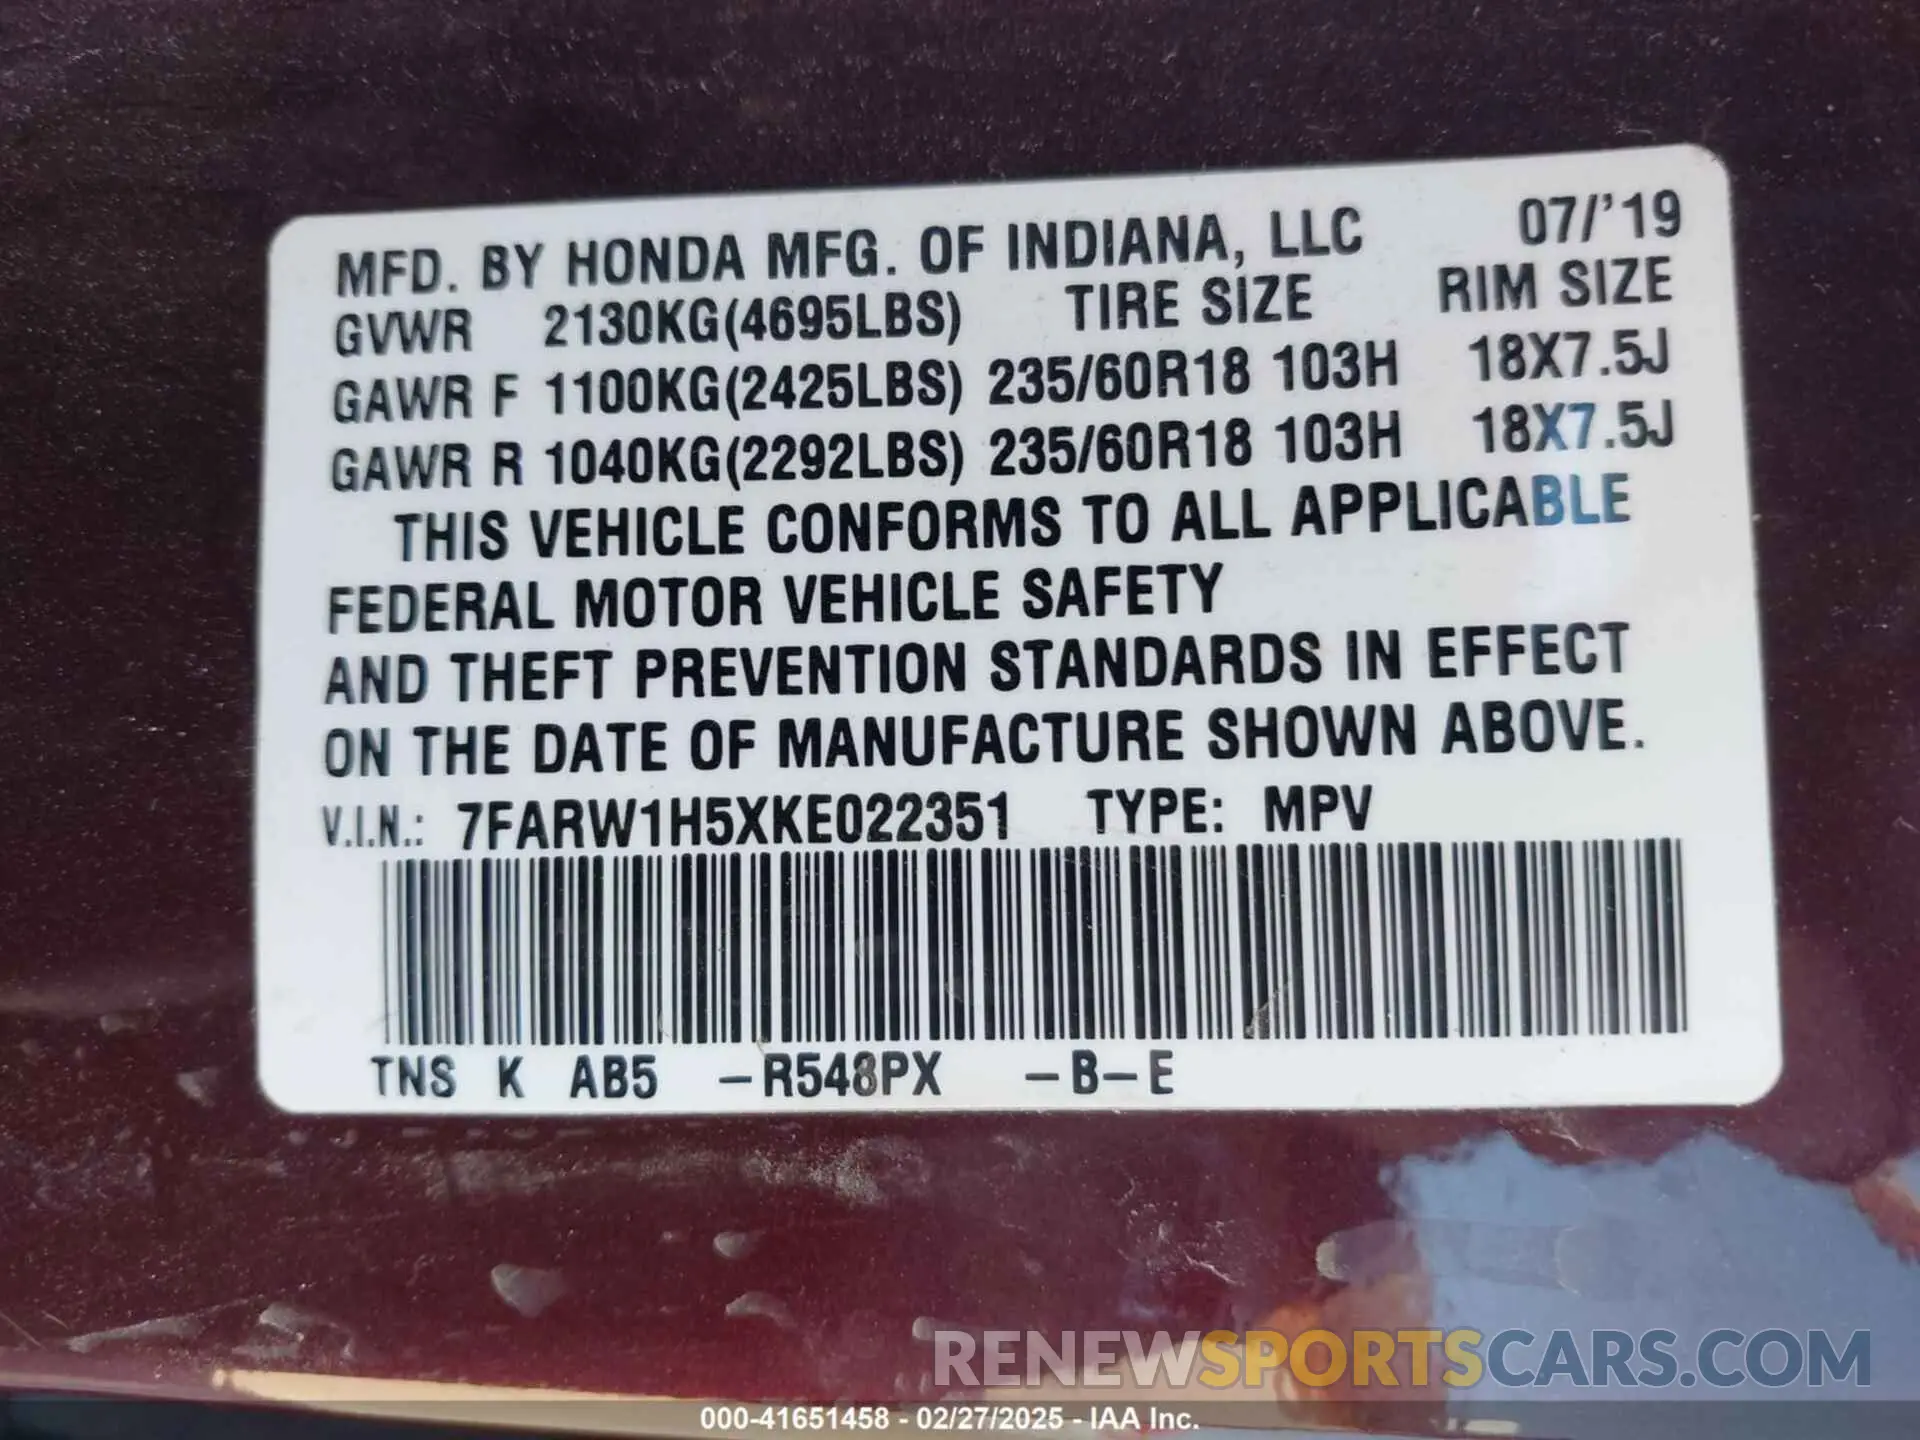 MFD. BY HONDA MFG. OF INDIANA, LLC 07/'19
GVWR 2130KG(4695LBS) TIRE SIZE RIM SIZE
GAWR F 1100KG(2425LBS) 235/60R18 103H 18X7.5J
GAWR R 1040KG(2292LBS) 235/60R18 103H 18X7.5J
THIS VEHICLE CONFORMS TO ALL APPLICABLE
FEDERAL MOTOR VEHICLE SAFETY
AND THEFT PREVENTION STANDARDS IN EFFECT
ON THE DATE OF MANUFACTURE SHOWN ABOVE.
V.I.N.: 7FARW1H5XKE022351 TYPE: MPV
TNS K AB5 -R548PX -B-E
RENEWSPORTSCARS.COM
000-41651458 - 02/27/2025 - IAA Inc.